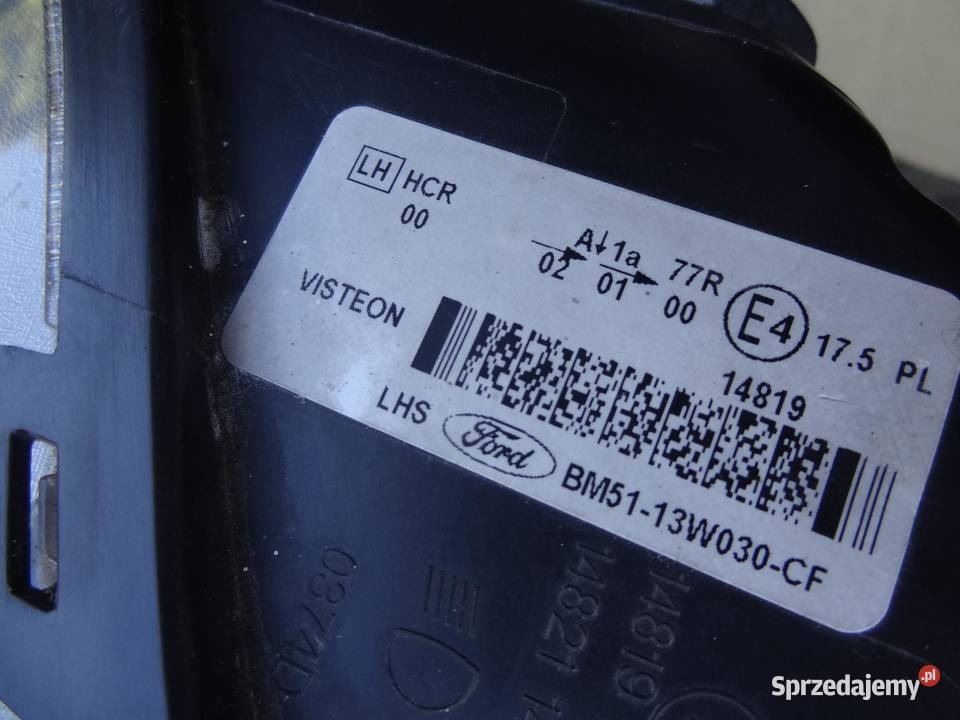 LH HCR
00
A↓1a 77R
02 01 00
E4 17.5 PL
14819
VISTEON
LHS Ford BM51-13W030-CF
14819
14821
0374D
Sprzedajemy.pl